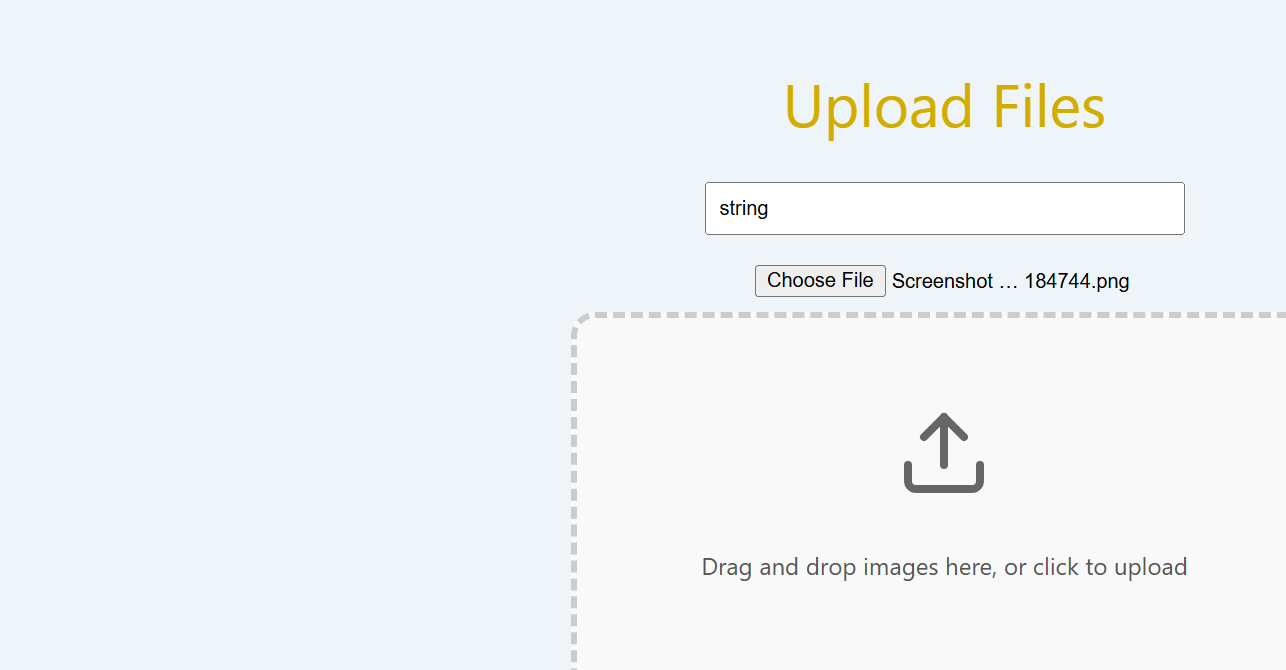 Upload Files
string
Choose File Screenshot … 184744.png
Drag and drop images here, or click to upload